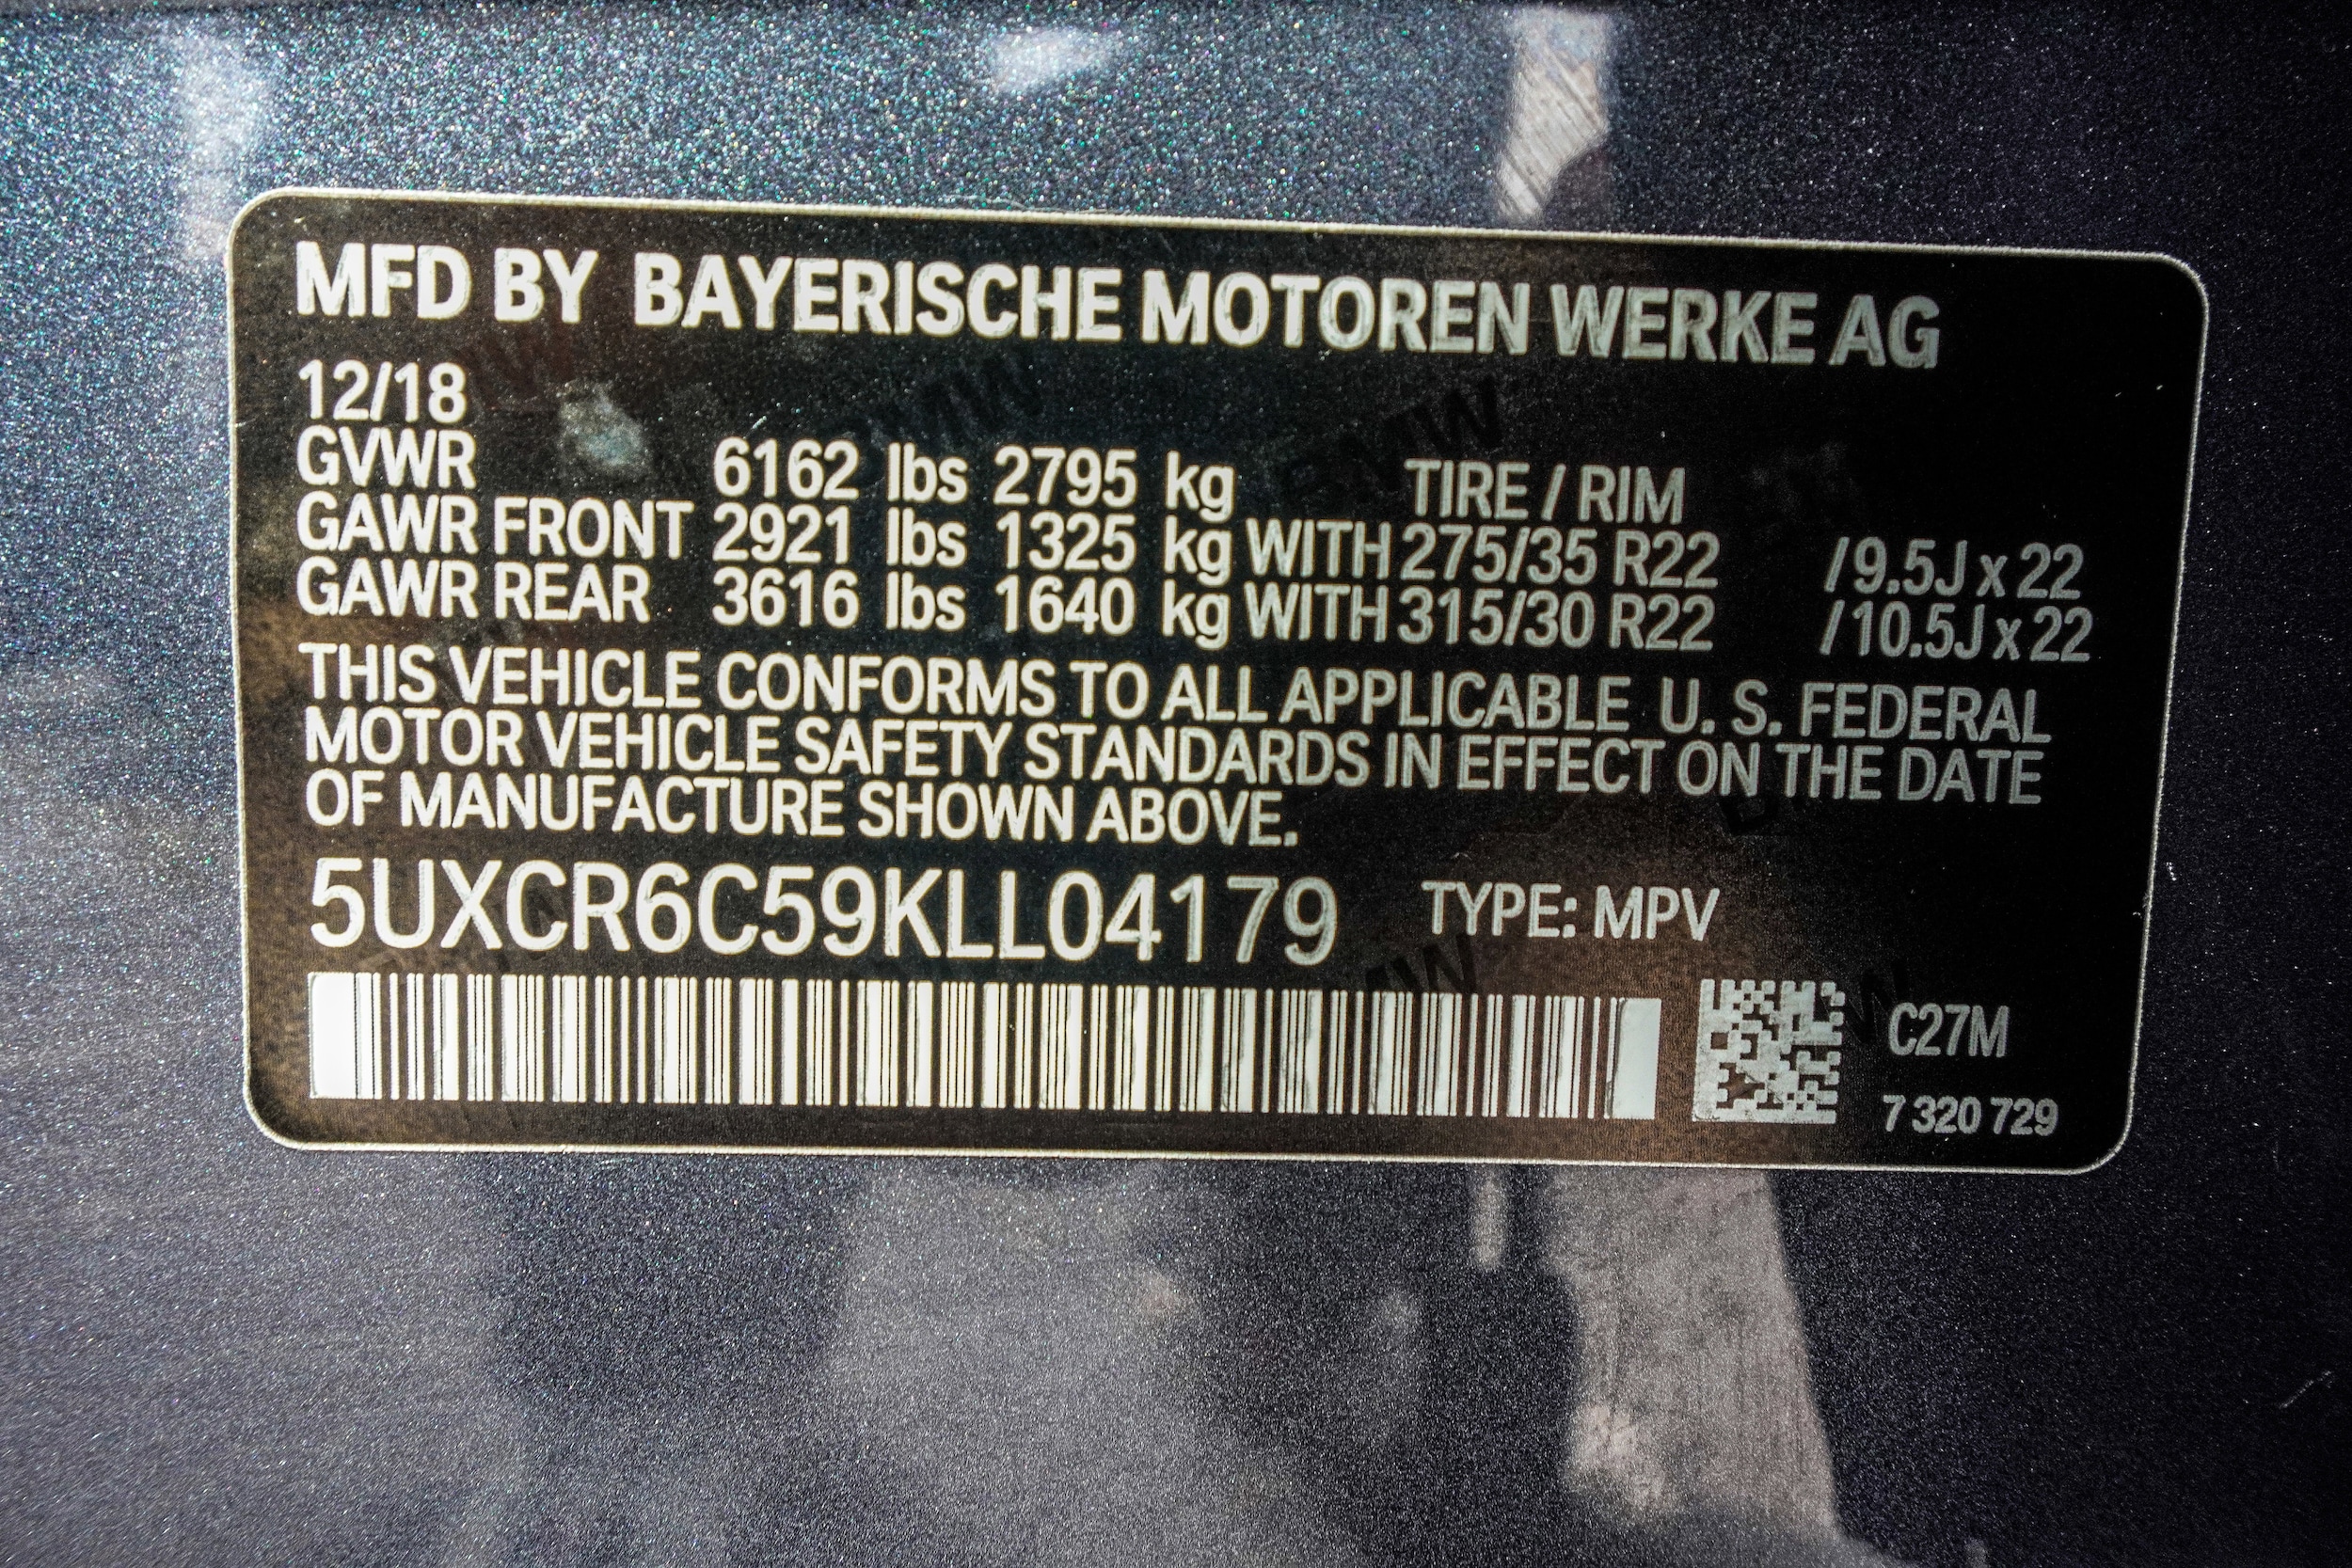 MFD BY BAYERISCHE MOTOREN WERKE AG
12/18
GVWR 6162 lbs 2795 kg TIRE / RIM
GAWR FRONT 2921 lbs 1325 kg WITH 275/35 R22 / 9.5J x 22
GAWR REAR 3616 lbs 1640 kg WITH 315/30 R22 / 10.5J x 22
THIS VEHICLE CONFORMS TO ALL APPLICABLE U. S. FEDERAL
MOTOR VEHICLE SAFETY STANDARDS IN EFFECT ON THE DATE
OF MANUFACTURE SHOWN ABOVE.
5UXCR6C59KLL04179 TYPE: MPV
C27M
7 320 729